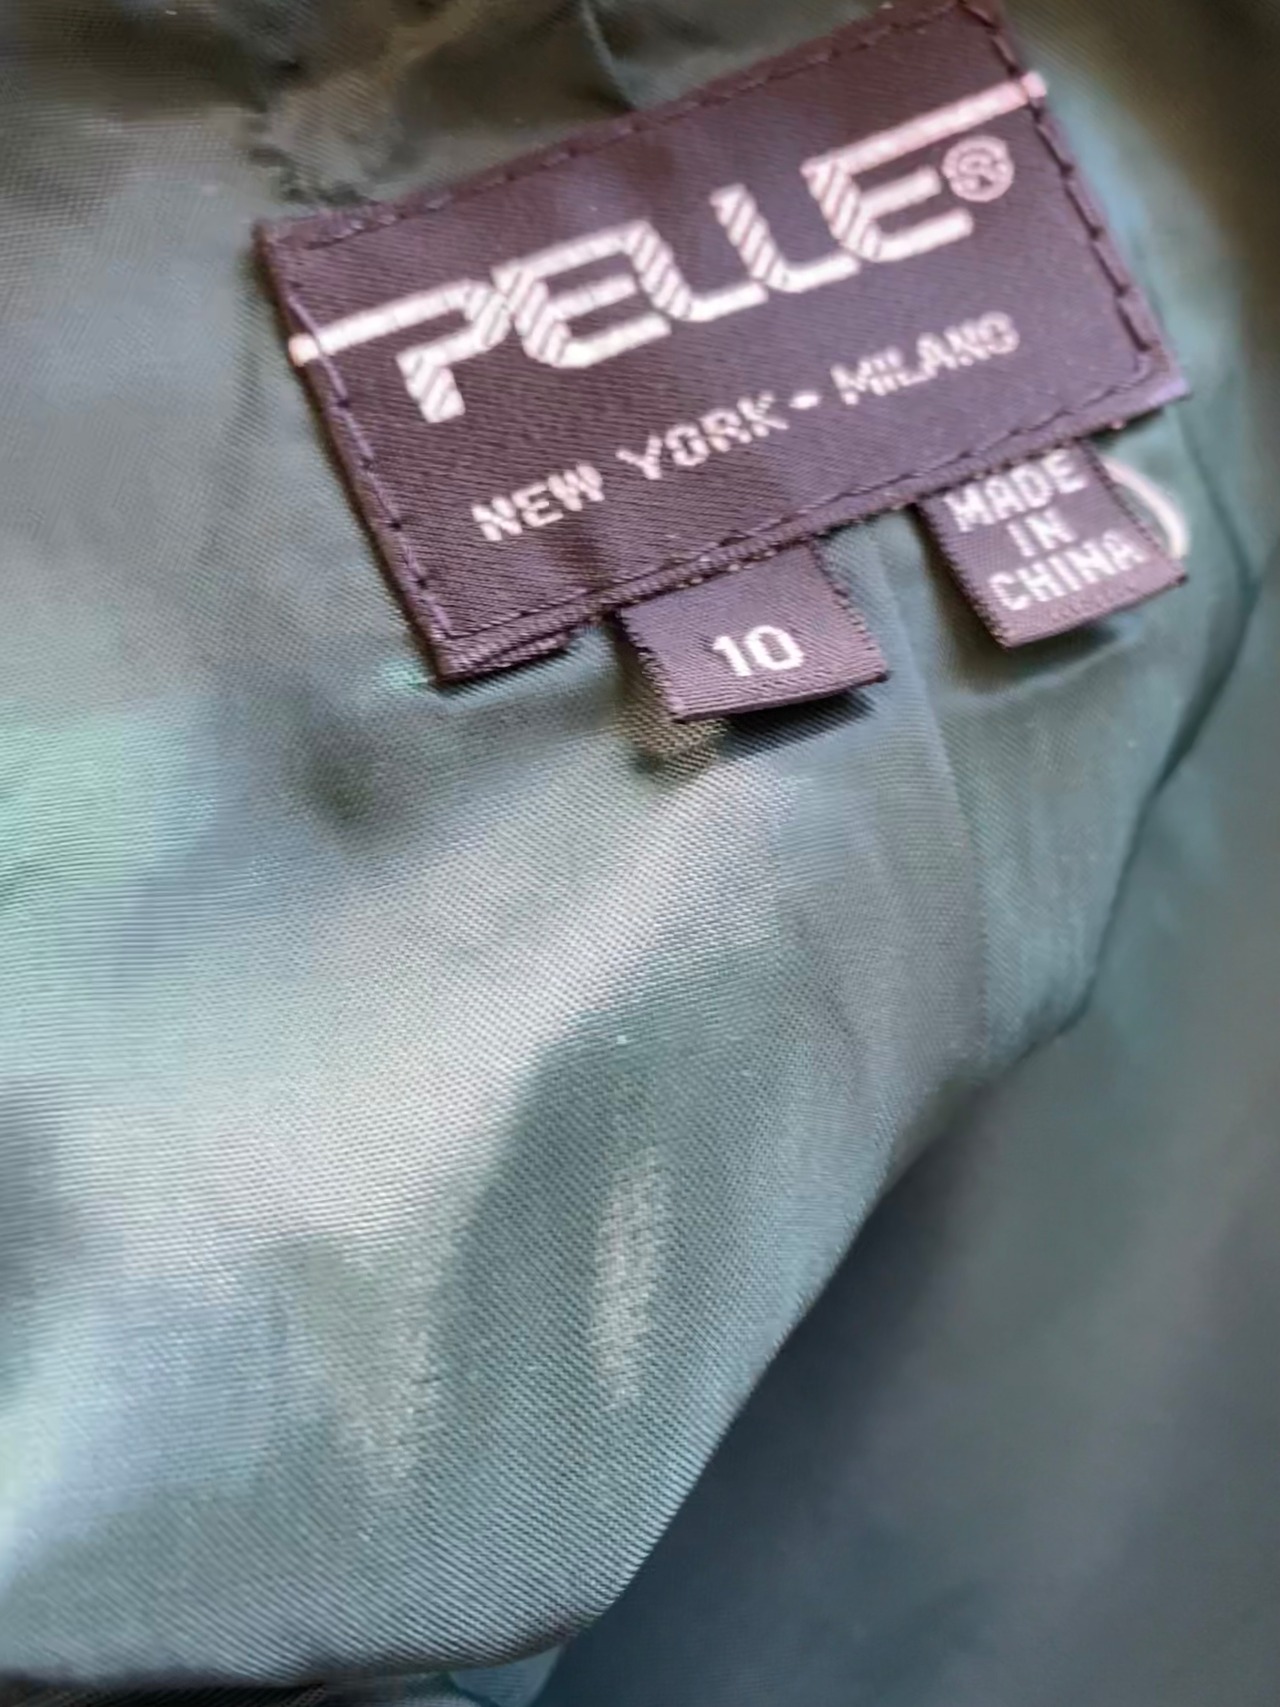 PELLE®
NEW YORK - MILANO
10
MADE
IN
CHINA